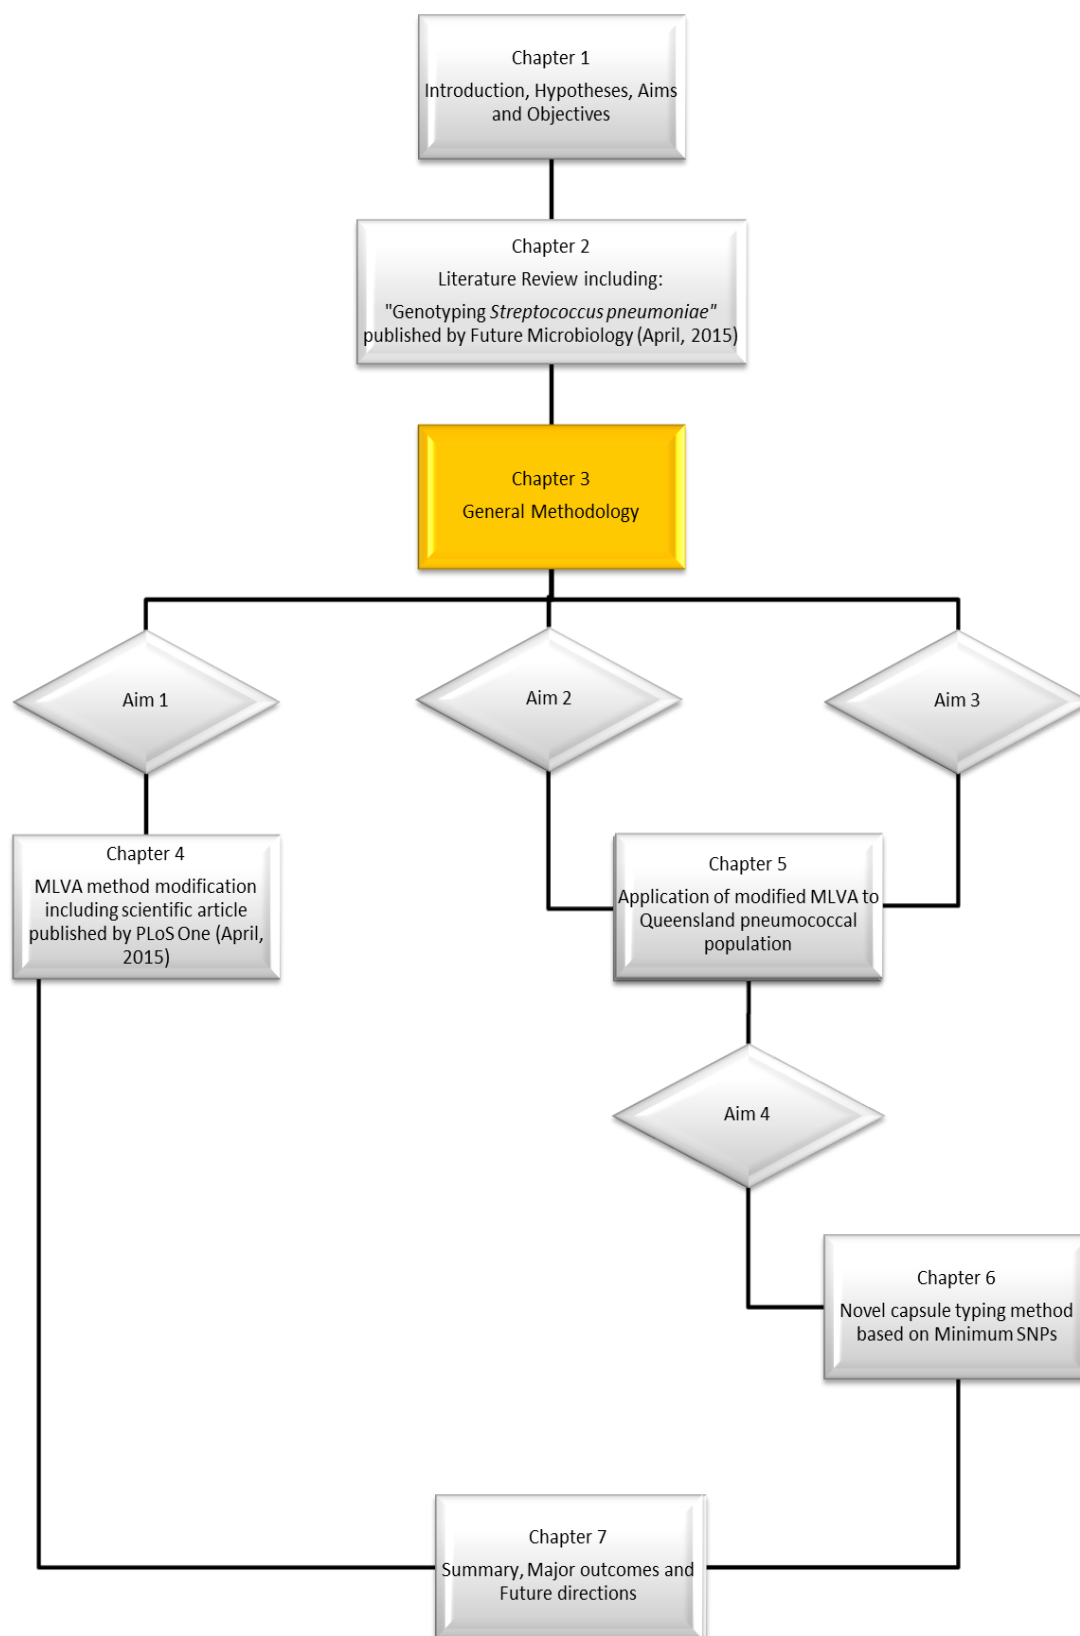 Chapter 1
Introduction, Hypotheses, Aims
and Objectives
Chapter 2
Literature Review including:
"Genotyping Streptococcus pneumoniae"
published by Future Microbiology (April, 2015)
Chapter 3
General Methodology
Aim 1
Aim 2
Aim 3
Chapter 4
MLVA method modification
including scientific article
published by PLoS One (April,
2015)
Chapter 5
Application of modified MLVA to
Queensland pneumococcal
population
Aim 4
Chapter 6
Novel capsule typing method
based on Minimum SNPs
Chapter 7
Summary, Major outcomes and
Future directions